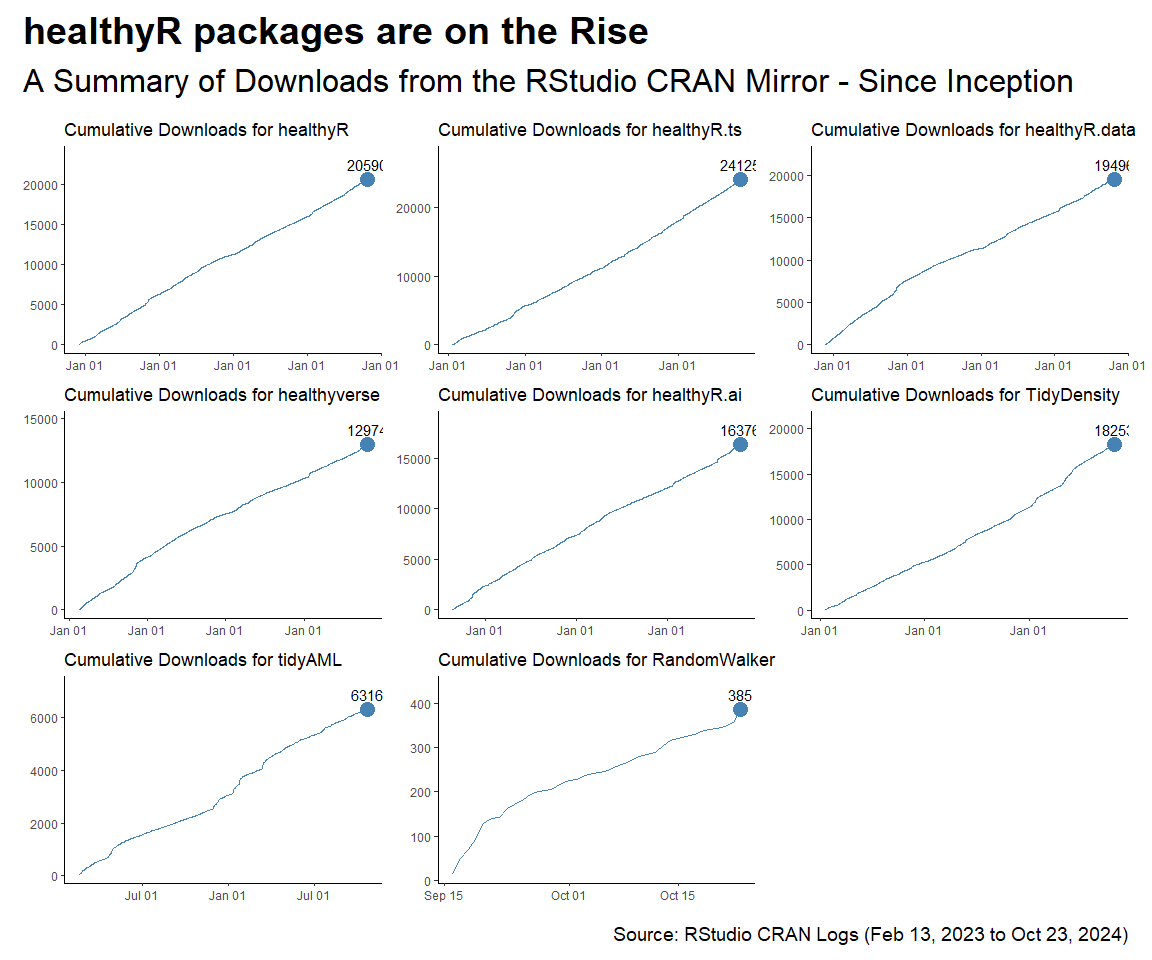 healthyR packages are on the Rise
A Summary of Downloads from the RStudio CRAN Mirror - Since Inception
Cumulative Downloads for healthyR
20590
20000
15000
10000
5000
0
Jan 01 Jan 01 Jan 01 Jan 01 Jan 01
Cumulative Downloads for healthyR.ts
24125
20000
10000
0
Jan 01 Jan 01 Jan 01 Jan 01
Cumulative Downloads for healthyR.data
19496
20000
15000
10000
5000
0
Jan 01 Jan 01 Jan 01 Jan 01 Jan 01
Cumulative Downloads for healthyverse
12974
15000
10000
5000
0
Jan 01 Jan 01 Jan 01 Jan 01
Cumulative Downloads for healthyR.ai
16376
15000
10000
5000
0
Jan 01 Jan 01 Jan 01
Cumulative Downloads for TidyDensity
18253
20000
15000
10000
5000
0
Jan 01 Jan 01 Jan 01
Cumulative Downloads for tidyAML
6316
6000
4000
2000
0
Jul 01 Jan 01 Jul 01
Cumulative Downloads for RandomWalker
385
400
300
200
100
0
Sep 15 Oct 01 Oct 15
Source: RStudio CRAN Logs (Feb 13, 2023 to Oct 23, 2024)